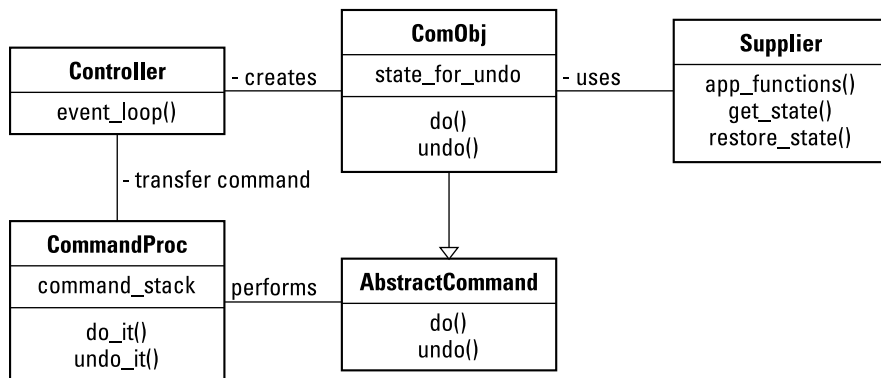 Controller
event_loop()
- creates
ComObj
state_for_undo
do()
undo()
- uses
Supplier
app_functions()
get_state()
restore_state()
- transfer command
CommandProc
command_stack
do_it()
undo_it()
performs
AbstractCommand
do()
undo()